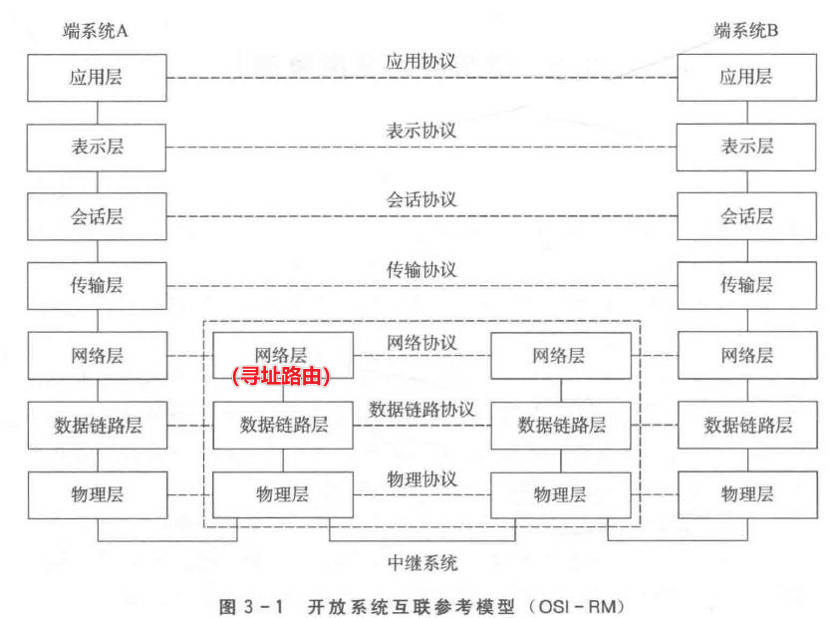 端系统A 端系统B
应用层 应用协议 应用层
表示层 表示协议 表示层
会话层 会话协议 会话层
传输层 传输协议 传输层
网络层 网络层 网络协议 网络层 网络层
(寻址路由)
数据链路层 数据链路层 数据链路协议 数据链路层 数据链路层
物理层 物理层 物理协议 物理层 物理层
中继系统
图 3-1 开放系统互联参考模型(OSI-RM)